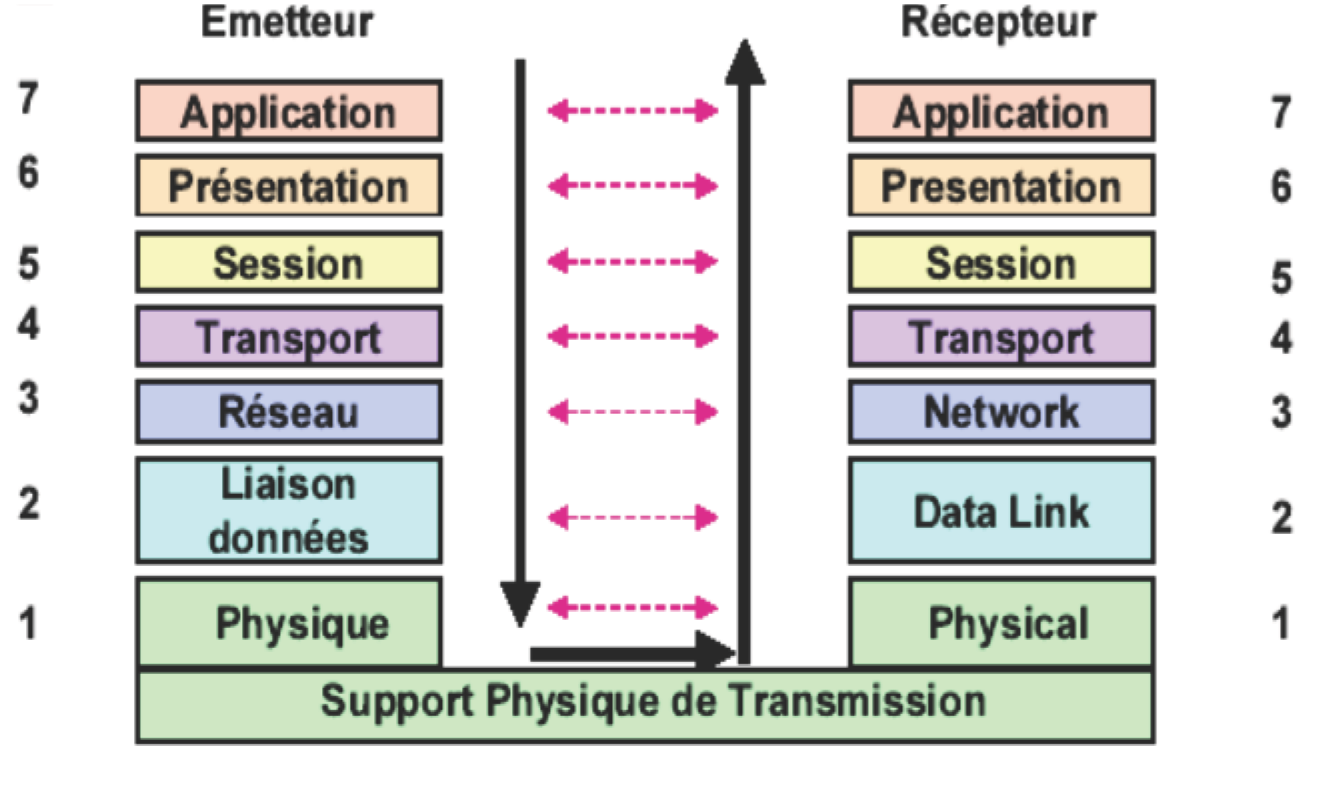 Emetteur Récepteur
7 Application Application 7
6 Présentation Presentation 6
5 Session Session 5
4 Transport Transport 4
3 Réseau Network 3
2 Liaison données Data Link 2
1 Physique Physical 1
Support Physique de Transmission